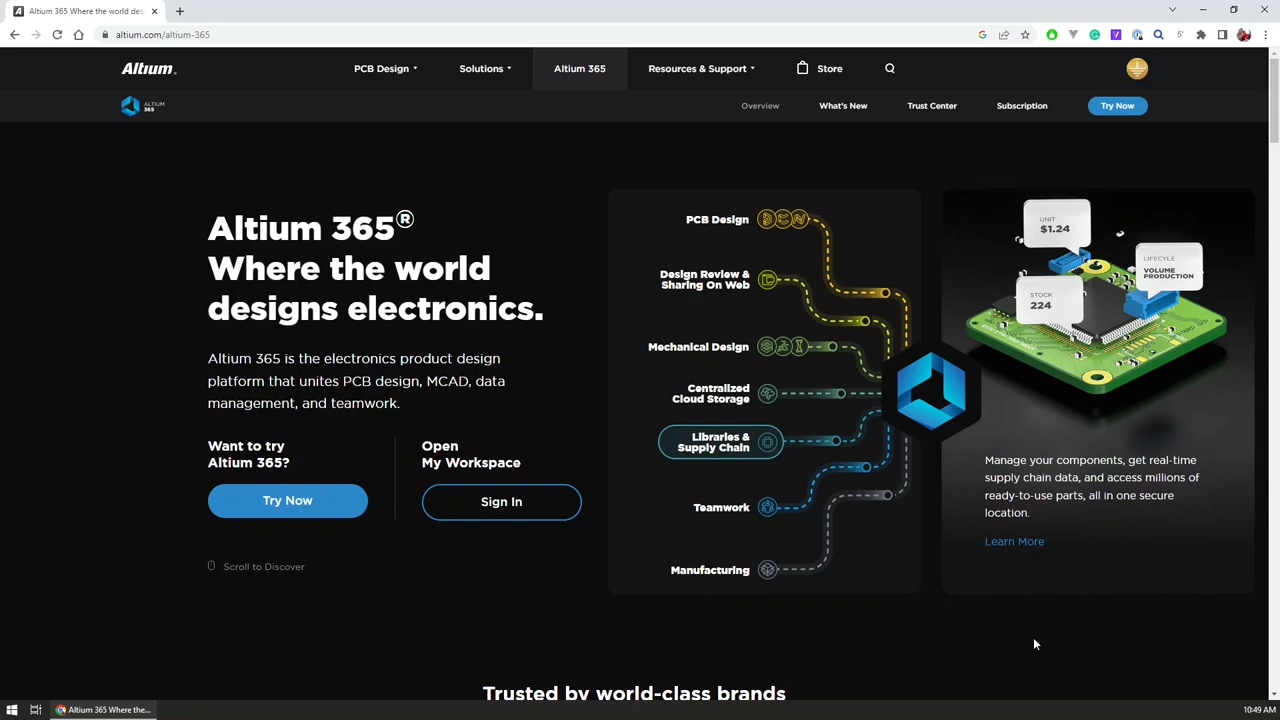 Altium 365 Where the world des
altium.com/altium-365
5'
Altium.
PCB Design
Solutions
Altium 365
Resources & Support
Store
ALTIUM
365
Overview
What's New
Trust Center
Subscription
Try Now
Altium 365®
Where the world
designs electronics.
Altium 365 is the electronics product design
platform that unites PCB design, MCAD, data
management, and teamwork.
Want to try
Altium 365?
Try Now
Open
My Workspace
Sign In
Scroll to Discover
PCB Design
Design Review &
Sharing On Web
Mechanical Design
Centralized
Cloud Storage
Libraries &
Supply Chain
Teamwork
Manufacturing
UNIT
$1.24
LIFECYLE
VOLUME
PRODUCTION
STOCK
224
Manage your components, get real-time
supply chain data, and access millions of
ready-to-use parts, all in one secure
location.
Learn More
Trusted by world-class brands
Altium 365 Where the...
10:49 AM